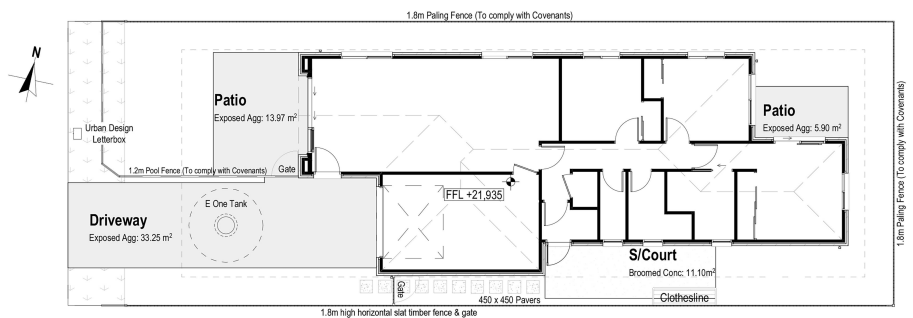 1.8m Paling Fence (To comply with Covenants)
N
Patio
Exposed Agg: 13.97 m²
Patio
Exposed Agg: 5.90 m²
Urban Design
Letterbox
1.2m Pool Fence (To comply with Covenants)
Gate
1.8m Paling Fence (To comply with Covenants)
FFL +21,935
E One Tank
Driveway
Exposed Agg: 33.25 m²
S/Court
Broomed Conc: 11.10m²
Gate
450 x 450 Pavers
Clothesline
1.8m high horizontal slat timber fence & gate